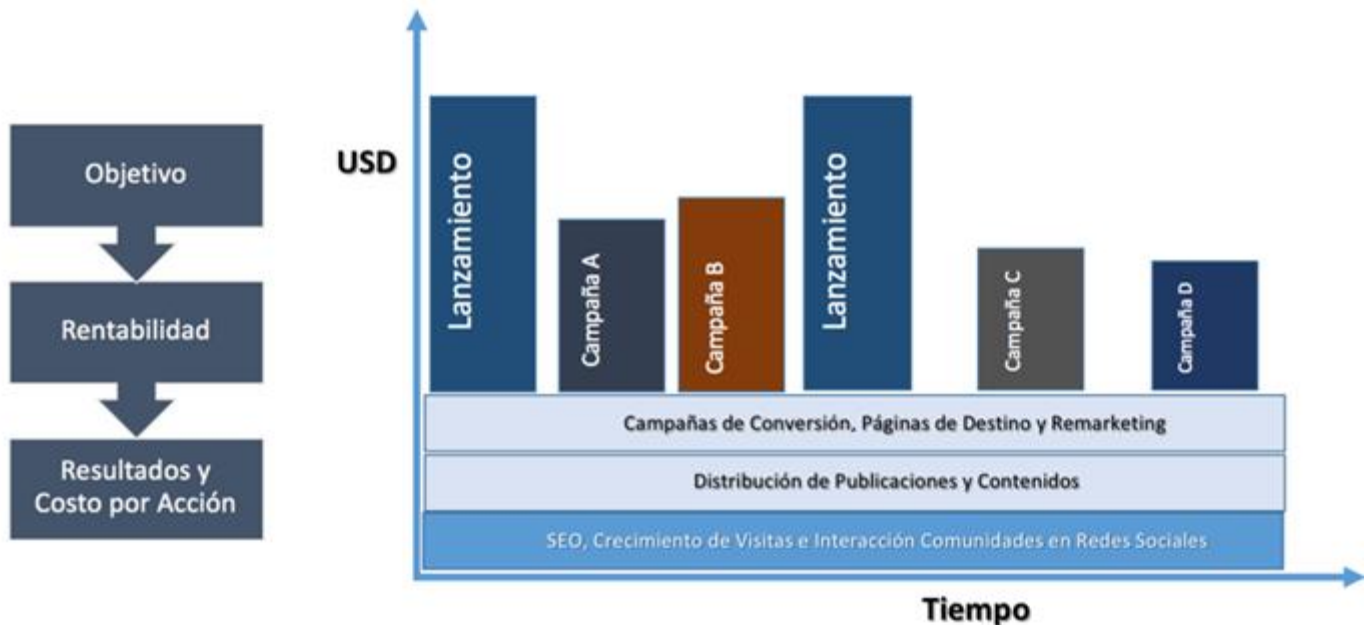 Objetivo
Rentabilidad
Resultados y
Costo por Acción
USD
Lanzamiento
Campaña A
Campaña B
Lanzamiento
Campaña C
Campaña D
Campañas de Conversión, Páginas de Destino y Remarketing
Distribución de Publicaciones y Contenidos
SEO, Crecimiento de Visitas e Interacción Comunidades en Redes Sociales
Tiempo